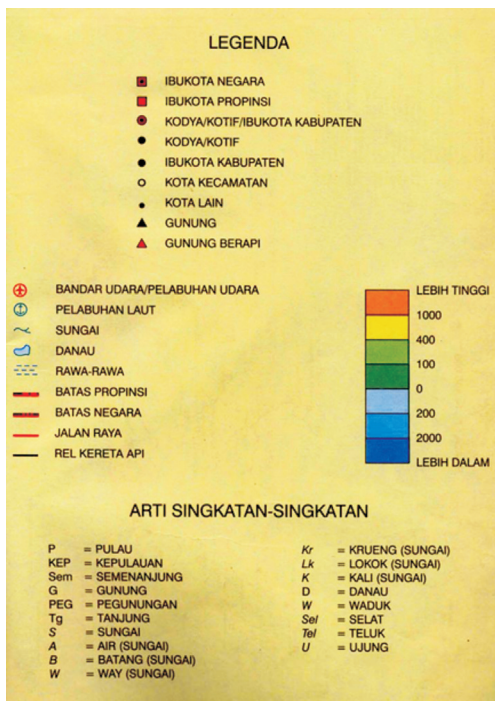 LEGENDA
IBUKOTA NEGARA
IBUKOTA PROPINSI
KODYA/KOTIF/IBUKOTA KABUPATEN
KODYA/KOTIF
IBUKOTA KABUPATEN
KOTA KECAMATAN
KOTA LAIN
GUNUNG
GUNUNG BERAPI
BANDAR UDARA/PELABUHAN UDARA
PELABUHAN LAUT
SUNGAI
DANAU
RAWA-RAWA
BATAS PROPINSI
BATAS NEGARA
JALAN RAYA
REL KERETA API
LEBIH TINGGI
1000
400
100
0
200
2000
LEBIH DALAM
ARTI SINGKATAN-SINGKATAN
P = PULAU
KEP = KEPULAUAN
Sem = SEMENANJUNG
G = GUNUNG
PEG = PEGUNUNGAN
Tg = TANJUNG
S = SUNGAI
A = AIR (SUNGAI)
B = BATANG (SUNGAI)
W = WAY (SUNGAI)
Kr = KRUENG (SUNGAI)
Lk = LOKOK (SUNGAI)
K = KALI (SUNGAI)
D = DANAU
W = WADUK
Sel = SELAT
Tel = TELUK
U = UJUNG